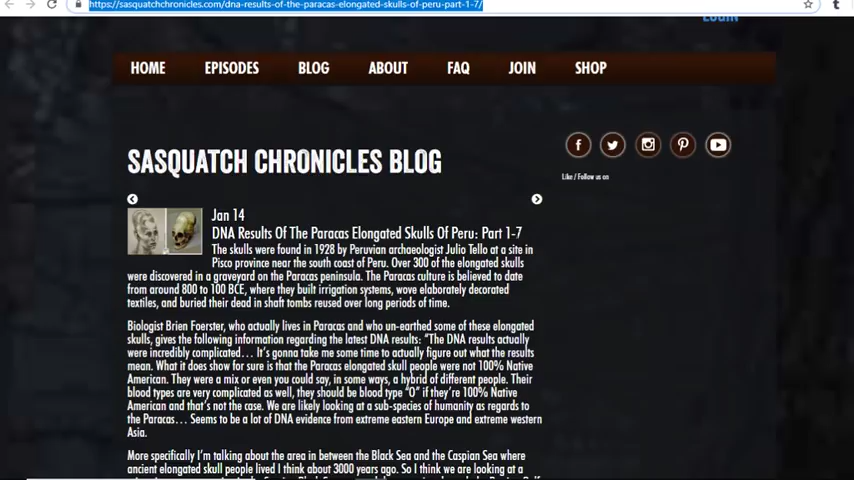 https://sasquatchchronicles.com/dna-results-of-the-paracas-elongated-skulls-of-peru-part-1-7/
LOGIN
HOME EPISODES BLOG ABOUT FAQ JOIN SHOP
SASQUATCH CHRONICLES BLOG
Like / Follow us on
Jan 14
DNA Results Of The Paracas Elongated Skulls Of Peru: Part 1-7
The skulls were found in 1928 by Peruvian archaeologist Julio Tello at a site in
Pisco province near the south coast of Peru. Over 300 of the elongated skulls
were discovered in a graveyard on the Paracas peninsula. The Paracas culture is believed to date
from around 800 to 100 BCE, where they built irrigation systems, wove elaborately decorated
textiles, and buried their dead in shaft tombs reused over long periods of time.
Biologist Brien Foerster, who actually lives in Paracas and who un-earthed some of these elongated
skulls, gives the following information regarding the latest DNA results: "The DNA results actually
were incredibly complicated... It's gonna take me some time to actually figure out what the results
mean. What it does show for sure is that the Paracas elongated skull people were not 100% Native
American. They were a mix or even you could say, in some ways, a hybrid of different people. Their
blood types are very complicated as well, they should be blood type "O" if they're 100% Native
American and that's not the case. We are likely looking at a sub-species of humanity as regards to
the Paracas... Seems to be a lot of DNA evidence from extreme eastern Europe and extreme western
Asia.
More specifically I'm talking about the area in between the Black Sea and the Caspian Sea where
ancient elongated skull people lived I think about 3000 years ago. So I think we are looking at a